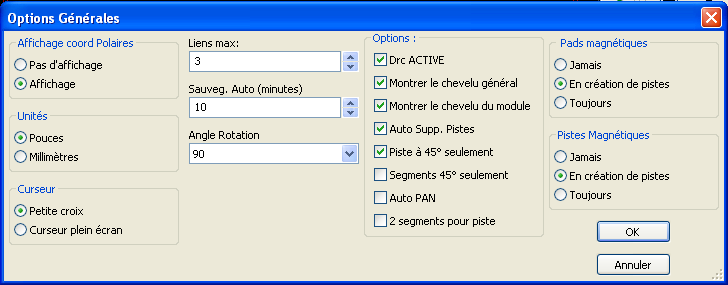 Options Générales
Affichage coord Polaires
Pas d'affichage
Affichage
Unités
Pouces
Millimètres
Curseur
Petite croix
Curseur plein écran
Liens max:
3
Sauveg. Auto (minutes)
10
Angle Rotation
90
Options :
Drc ACTIVE
Montrer le chevelu général
Montrer le chevelu du module
Auto Supp. Pistes
Piste à 45° seulement
Segments 45° seulement
Auto PAN
2 segments pour piste
Pads magnétiques
Jamais
En création de pistes
Toujours
Pistes Magnétiques
Jamais
En création de pistes
Toujours
OK
Annuler